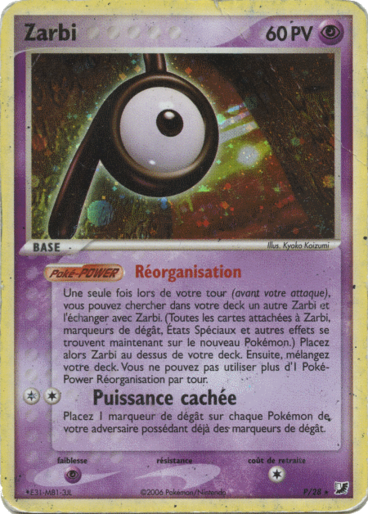 Zarbi
60 PV
BASE
Illus. Kyoko Koizumi
Poké-POWER Réorganisation
Une seule fois lors de votre tour (avant votre attaque),
vous pouvez chercher dans votre deck un autre Zarbi et
l'échanger avec Zarbi. (Toutes les cartes attachées à Zarbi,
marqueurs de dégât, États Spéciaux et autres effets se
trouvent maintenant sur le nouveau Pokémon.) Placez
alors Zarbi au dessus de votre deck. Ensuite, mélangez
votre deck. Vous ne pouvez pas utiliser plus d'1 Poké-
Power Réorganisation par tour.
Puissance cachée
Placez 1 marqueur de dégât sur chaque Pokémon de
votre adversaire possédant déjà des marqueurs de dégât.
faiblesse
résistance
coût de retraite
©2006 Pokémon/Nintendo
P/28